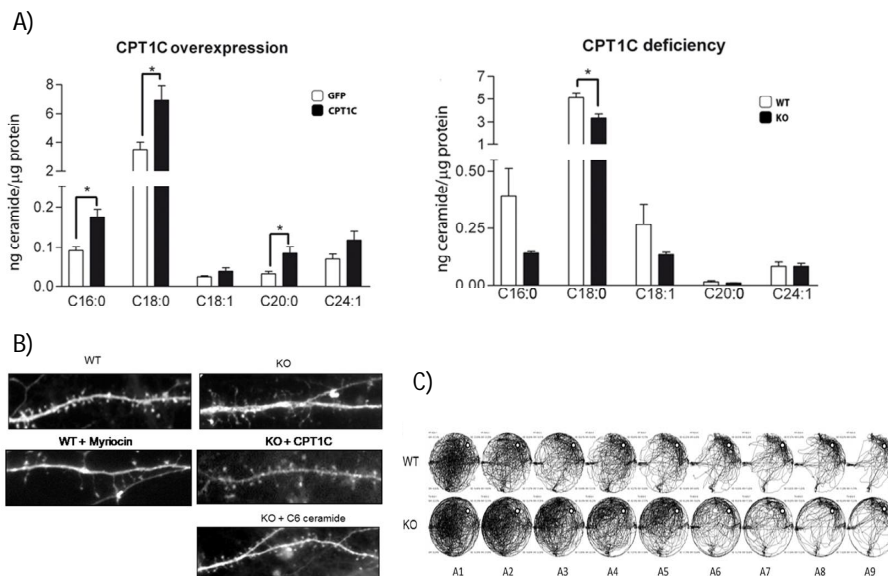 A)
CPT1C overexpression
ng ceramide/µg protein
8
6
4
2
0.2
0.1
0.0
*
*
*
GFP
CPT1C
C16:0 C18:0 C18:1 C20:0 C24:1
CPT1C deficiency
ng ceramide/µg protein
7
5
3
1
0.50
0.25
0.00
*
WT
KO
C16:0 C18:0 C18:1 C20:0 C24:1
B)
WT KO
WT + Myriocin KO + CPT1C
KO + C6 ceramide
C)
WT
KO
A1 A2 A3 A4 A5 A6 A7 A8 A9